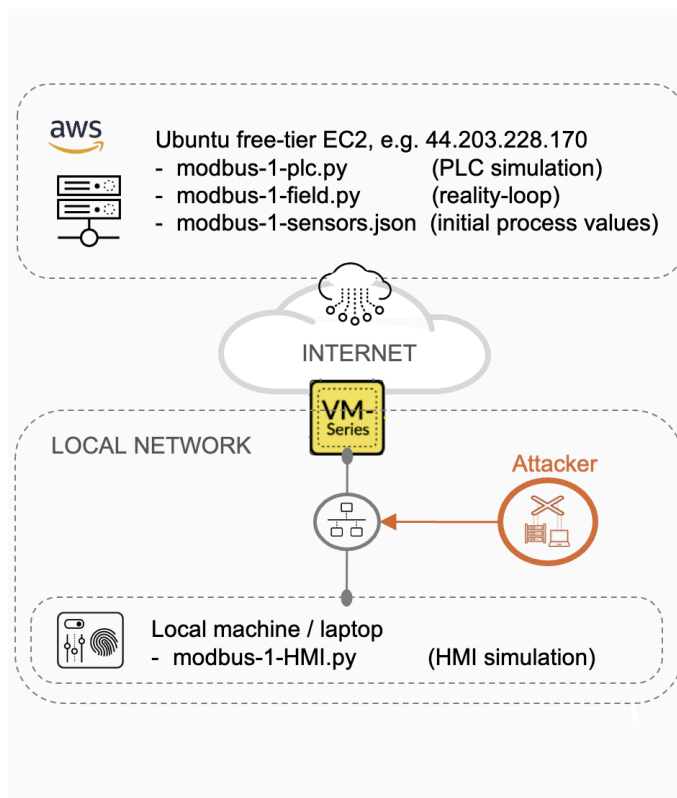 aws
Ubuntu free-tier EC2, e.g. 44.203.228.170
- modbus-1-plc.py (PLC simulation)
- modbus-1-field.py (reality-loop)
- modbus-1-sensors.json (initial process values)
INTERNET
VM-
Series
LOCAL NETWORK
Attacker
Local machine / laptop
- modbus-1-HMI.py (HMI simulation)